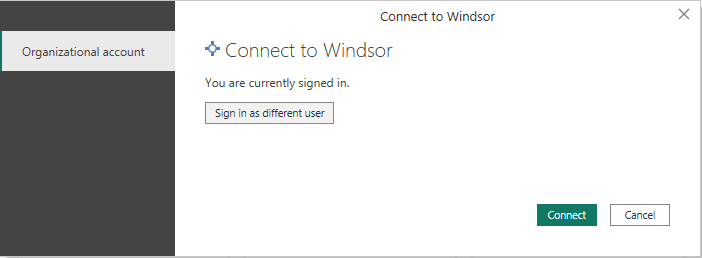 Connect to Windsor
Organizational account
Connect to Windsor
You are currently signed in.
Sign in as different user
Connect
Cancel